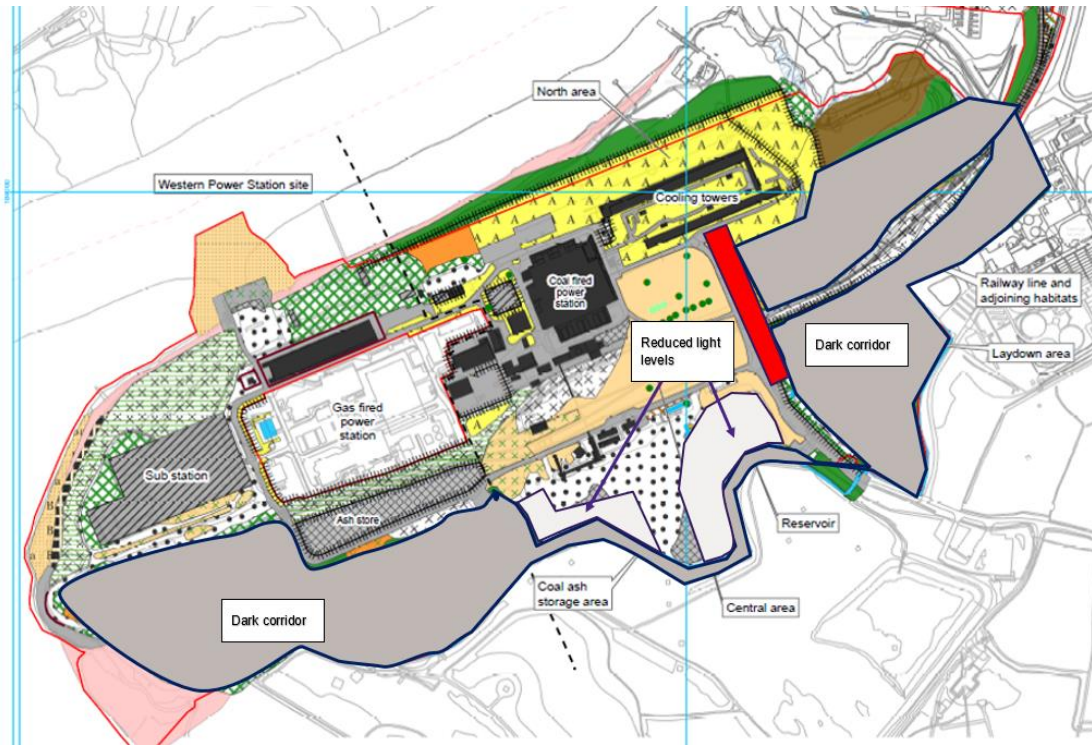 North area
Western Power Station site
Cooling towers
Coal fired
power
station
Railway line and
adjoining habitats
Reduced light
levels
Dark corridor
Laydown area
Gas fired
power
station
Sub station
Ash store
Reservoir
Coal ash
storage area
Central area
Dark corridor